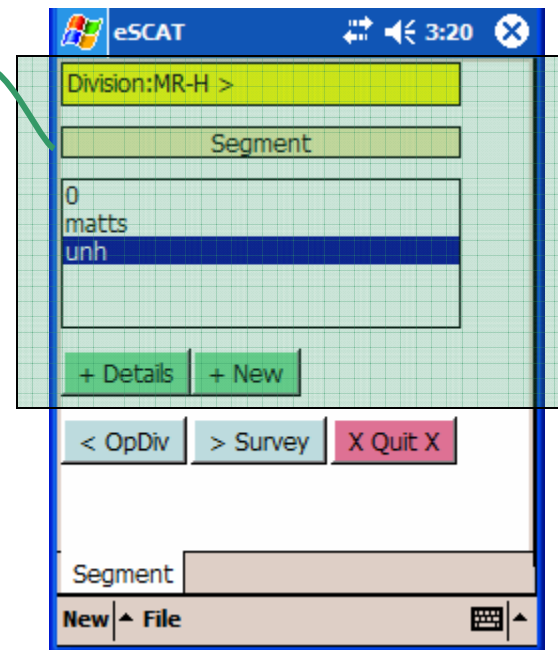 eSCAT 3:20
Division:MR-H >
Segment
0
matts
unh
+ Details + New
< OpDiv > Survey X Quit X
Segment
New File